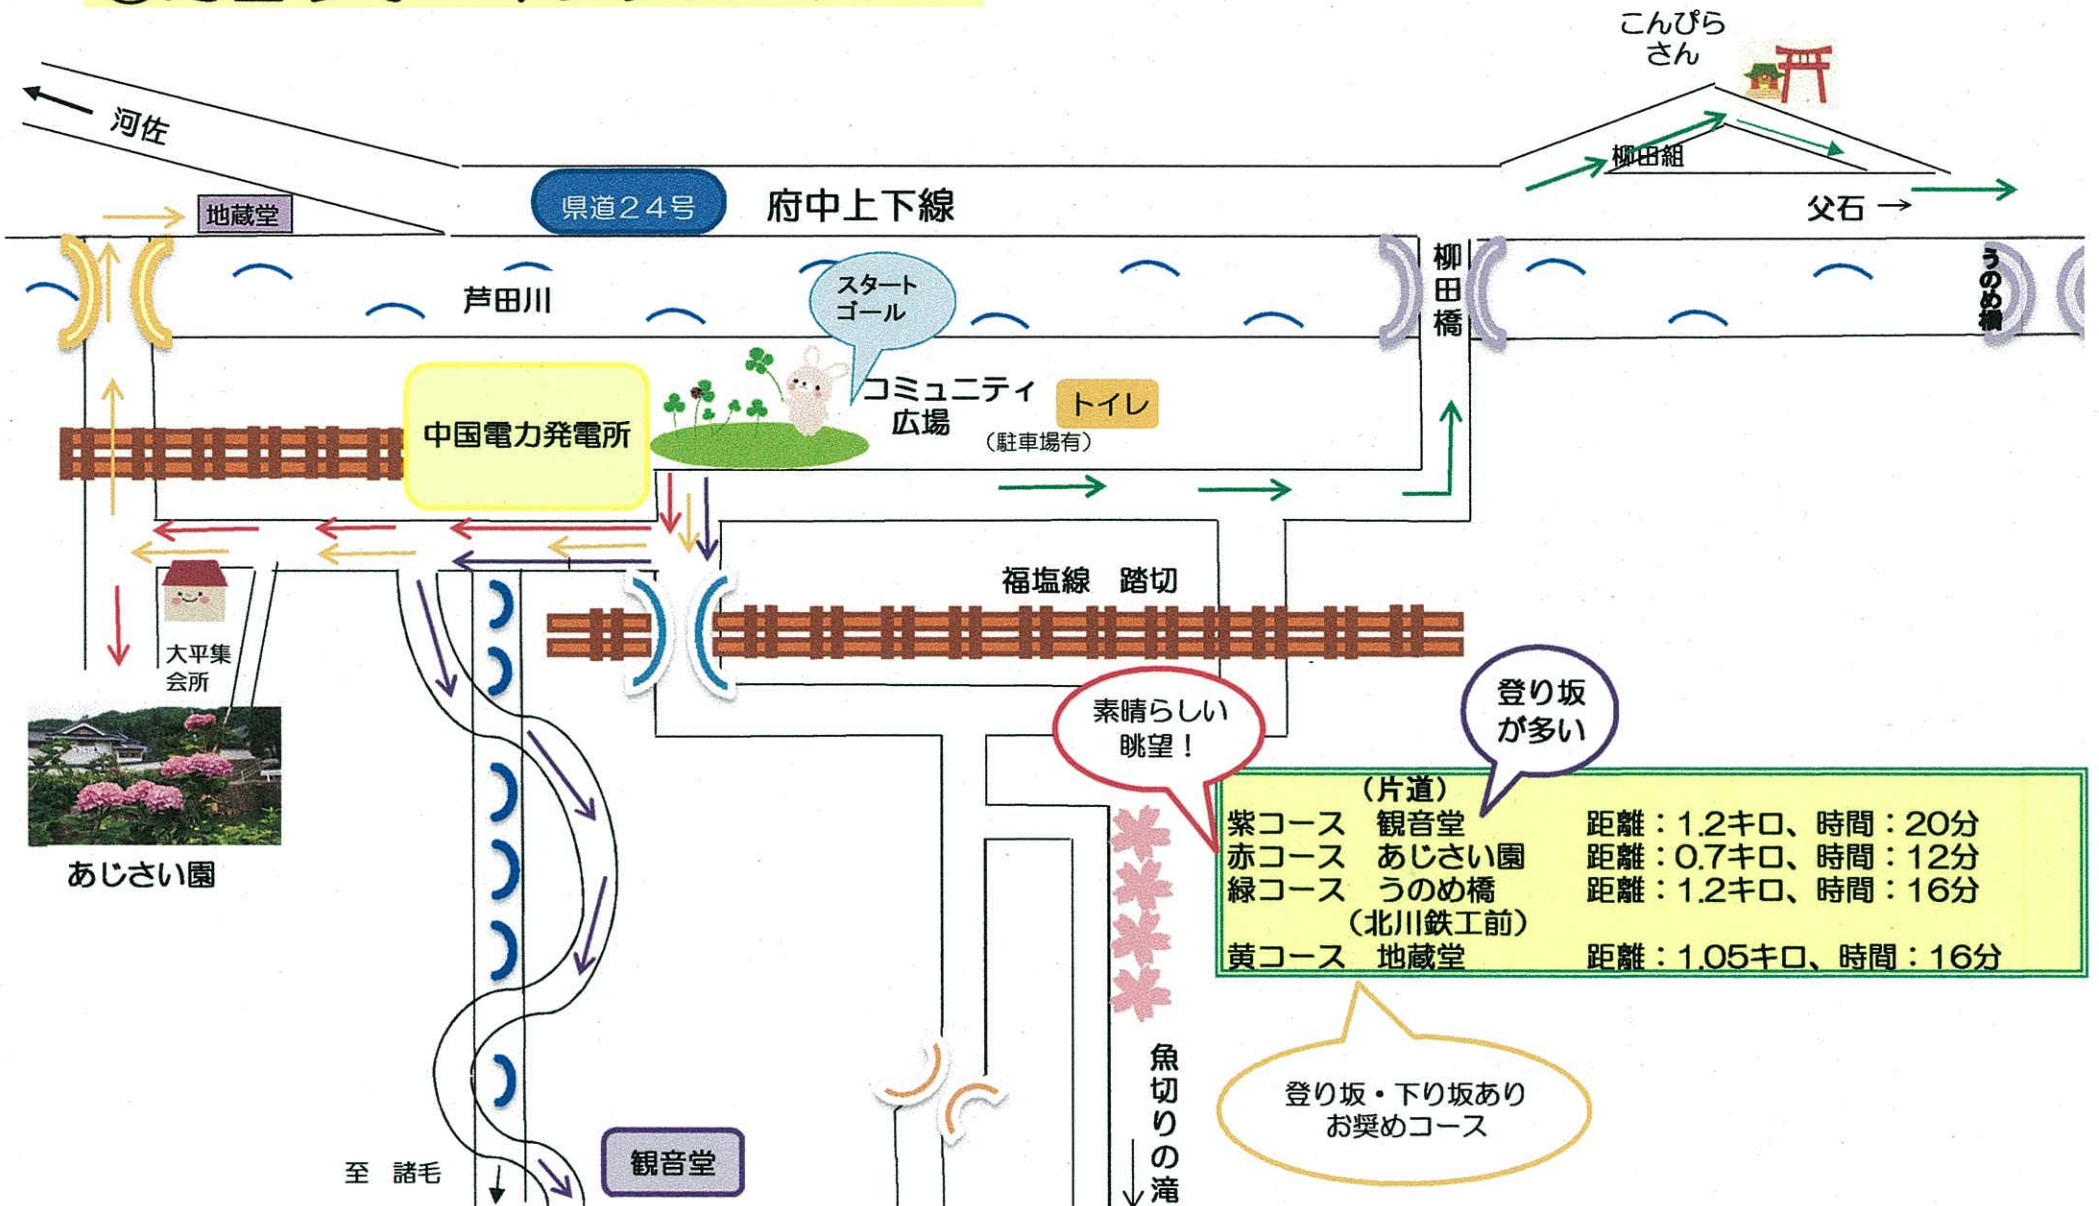 こんぴら
さん
河佐
柳田組
地蔵堂
県道24号
府中上下線
父石 →
柳田橋
うのめ橋
芦田川
スタート
ゴール
中国電力発電所
コミュニティ
広場
トイレ
(駐車場有)
福塩線 踏切
大平集
会所
あじさい園
素晴らしい
眺望!
登り坂
が多い
(片道)
紫コース 観音堂 距離:1.2キロ、時間:20分
赤コース あじさい園 距離:0.7キロ、時間:12分
緑コース うのめ橋 距離:1.2キロ、時間:16分
(北川鉄工前)
黄コース 地蔵堂 距離:1.05キロ、時間:16分
登り坂・下り坂あり
お奨めコース
魚切りの滝
至 諸毛
観音堂